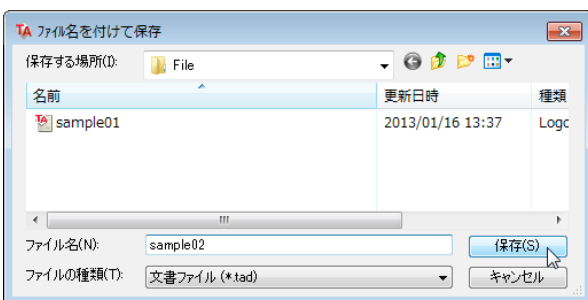 TA ファイル名を付けて保存
保存する場所(I):
File
名前
更新日時
種類
sample01
2013/01/16 13:37
Logo
ファイル名(N):
sample02
保存(S)
ファイルの種類(T):
文書ファイル (*.tad)
キャンセル